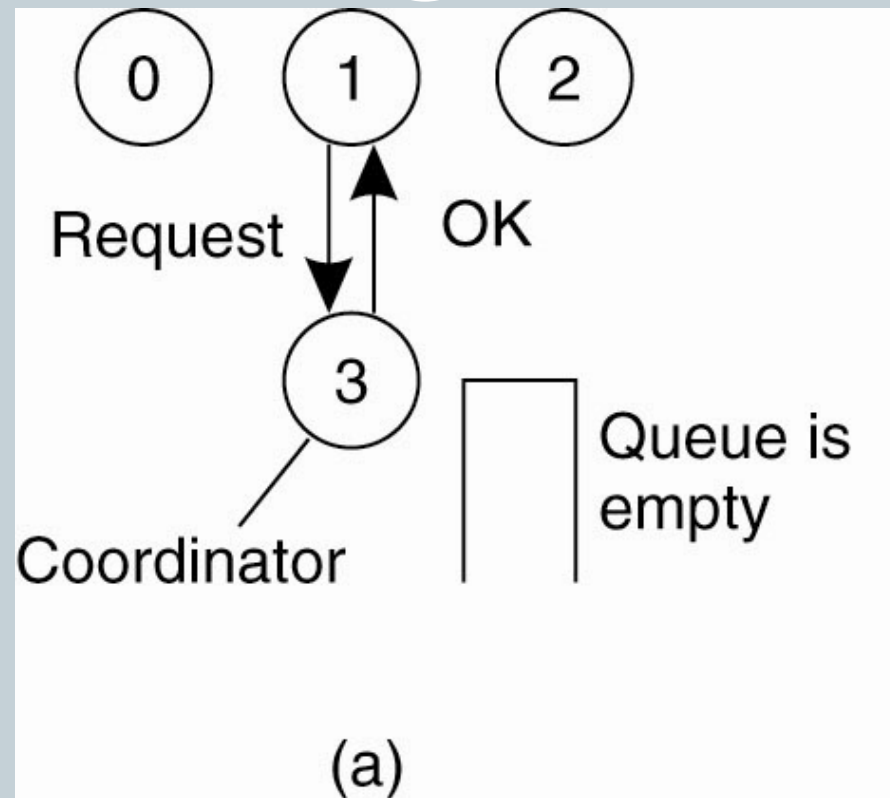 0 1 2
Request OK
3
Queue is
empty
Coordinator
(a)